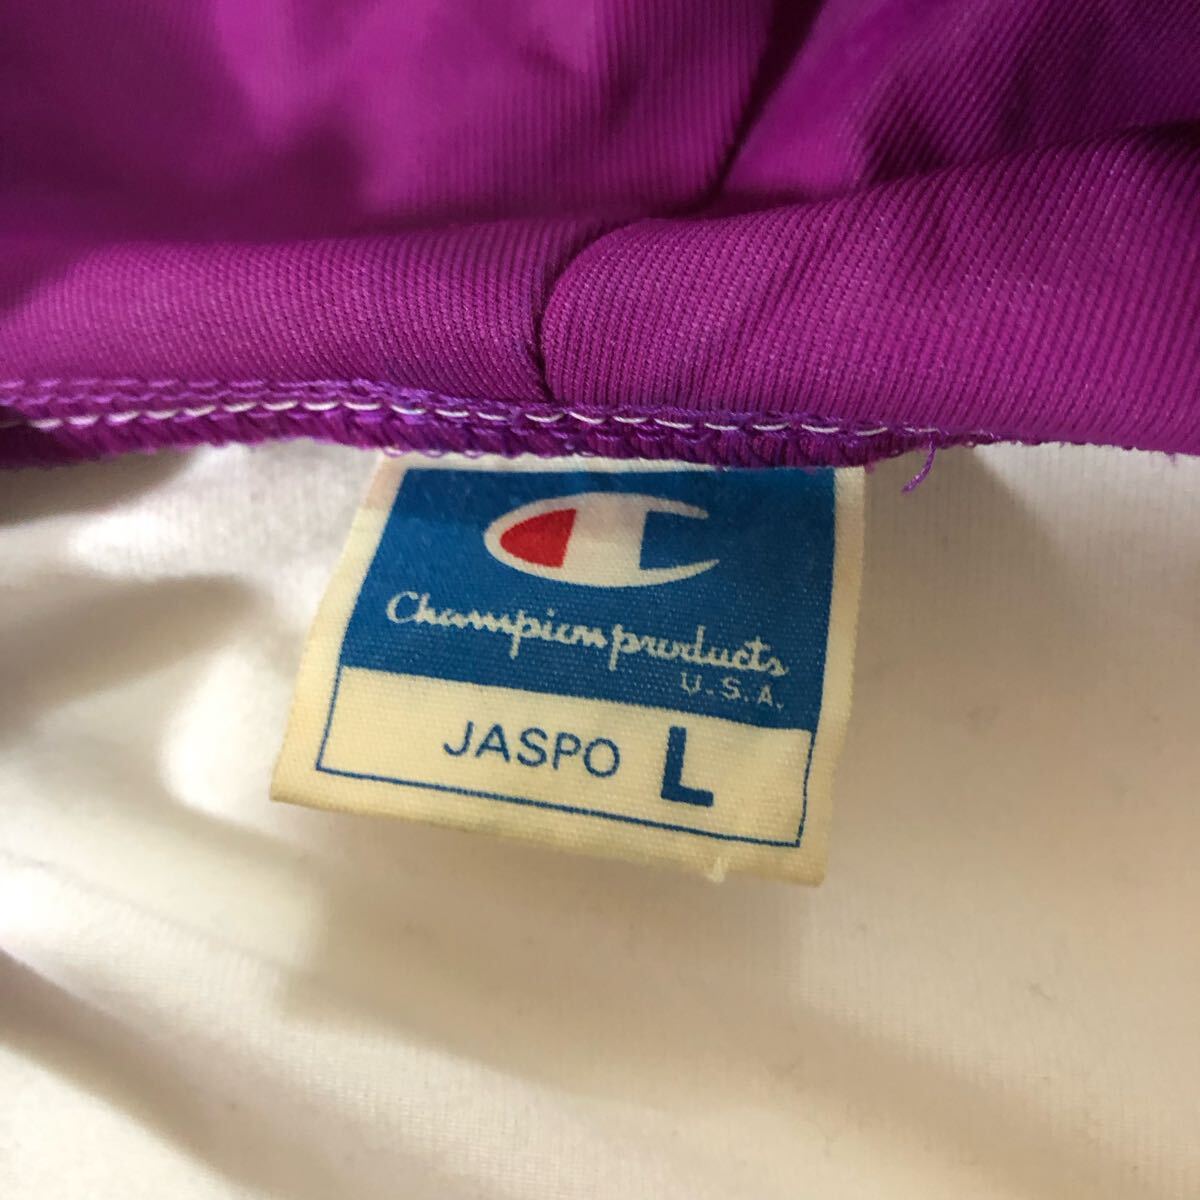 Champion products
U.S.A.
JASPO L